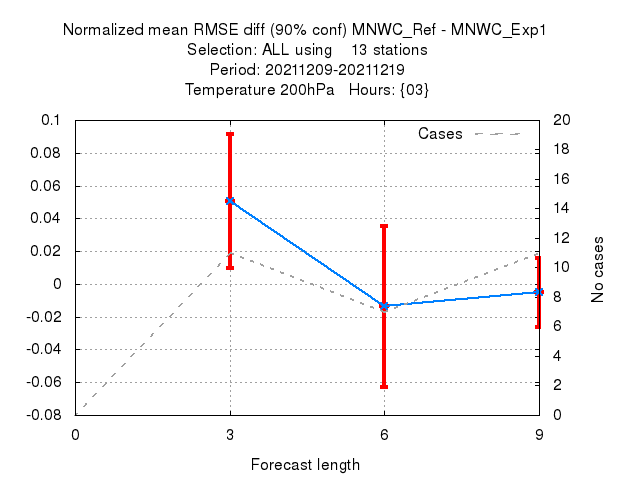 Normalized mean RMSE diff (90% conf) MNWC_Ref - MNWC_Exp1
Selection: ALL using    13 stations
Period: 20211209-20211219
Temperature 200hPa   Hours: {03}
Cases
0.1
0.08
0.06
0.04
0.02
0
-0.02
-0.04
-0.06
-0.08
20
18
16
14
12
10
8
6
4
2
0
No cases
0 3 6 9
Forecast length